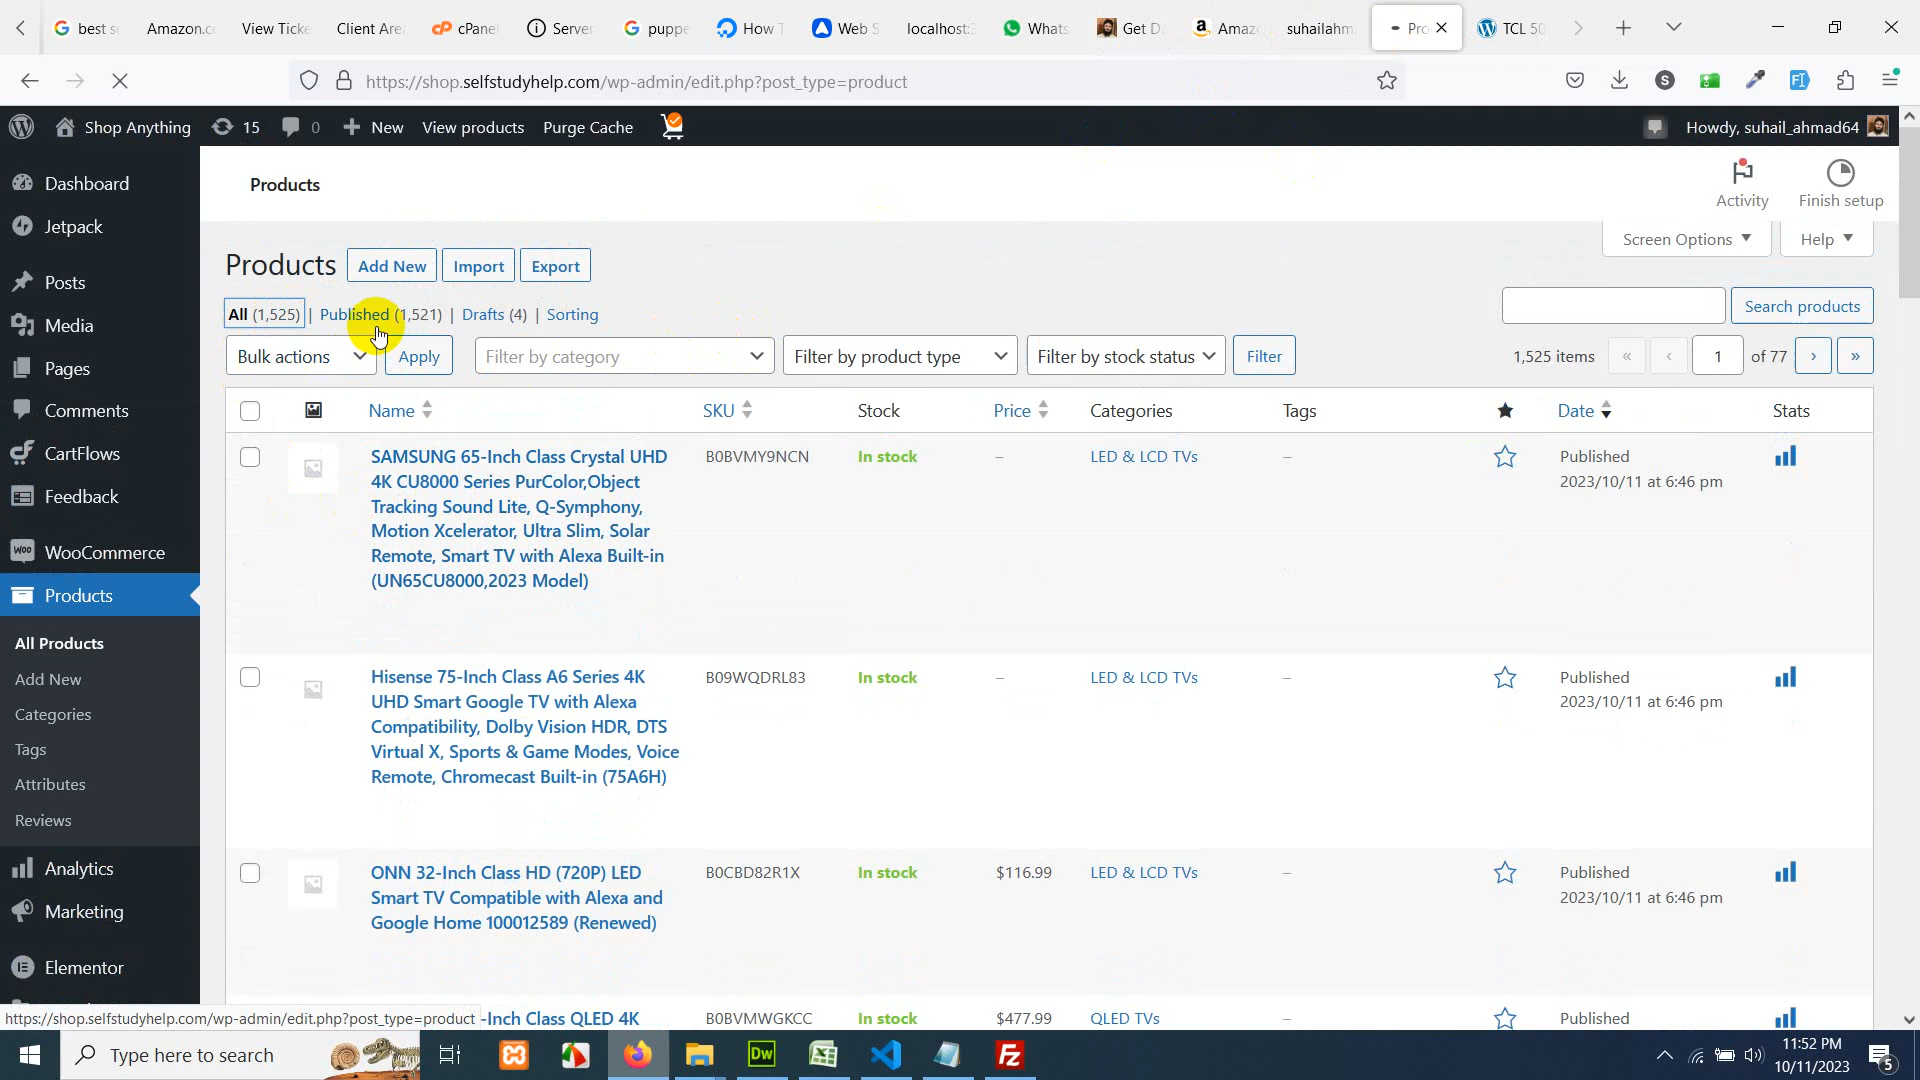 best s
Amazon.c
View Ticke
Client Are
cPane
Server
puppe
How T
Web S
localhost:
Whats
Get D
Amaz
suhailahm
Pro
TCL 50
https://shop.selfstudyhelp.com/wp-admin/edit.php?post_type=product
Shop Anything
15
0
New
View products
Purge Cache
Howdy, suhail_ahmad64
Dashboard
Jetpack
Posts
Media
Pages
Comments
CartFlows
Feedback
WooCommerce
Products
All Products
Add New
Categories
Tags
Attributes
Reviews
Analytics
Marketing
Elementor
Products
Activity
Finish setup
Screen Options
Help
Products
Add New
Import
Export
All (1,525) | Published (1,521) | Drafts (4) | Sorting
Search products
Bulk actions
Apply
Filter by category
Filter by product type
Filter by stock status
Filter
1,525 items « ‹ 1 of 77 › »
Name SKU Stock Price Categories Tags Date Stats
SAMSUNG 65-Inch Class Crystal UHD
4K CU8000 Series PurColor,Object
Tracking Sound Lite, Q-Symphony,
Motion Xcelerator, Ultra Slim, Solar
Remote, Smart TV with Alexa Built-in
(UN65CU8000,2023 Model)
B0BVMY9NCN
In stock
–
LED & LCD TVs
–
Published
2023/10/11 at 6:46 pm
Hisense 75-Inch Class A6 Series 4K
UHD Smart Google TV with Alexa
Compatibility, Dolby Vision HDR, DTS
Virtual X, Sports & Game Modes, Voice
Remote, Chromecast Built-in (75A6H)
B09WQDRL83
In stock
–
LED & LCD TVs
–
Published
2023/10/11 at 6:46 pm
ONN 32-Inch Class HD (720P) LED
Smart TV Compatible with Alexa and
Google Home 100012589 (Renewed)
B0CBD82R1X
In stock
$116.99
LED & LCD TVs
–
Published
2023/10/11 at 6:46 pm
-Inch Class QLED 4K
B0BVMWGKCC
In stock
$477.99
QLED TVs
–
Published
https://shop.selfstudyhelp.com/wp-admin/edit.php?post_type=product
Type here to search
11:52 PM
10/11/2023
5